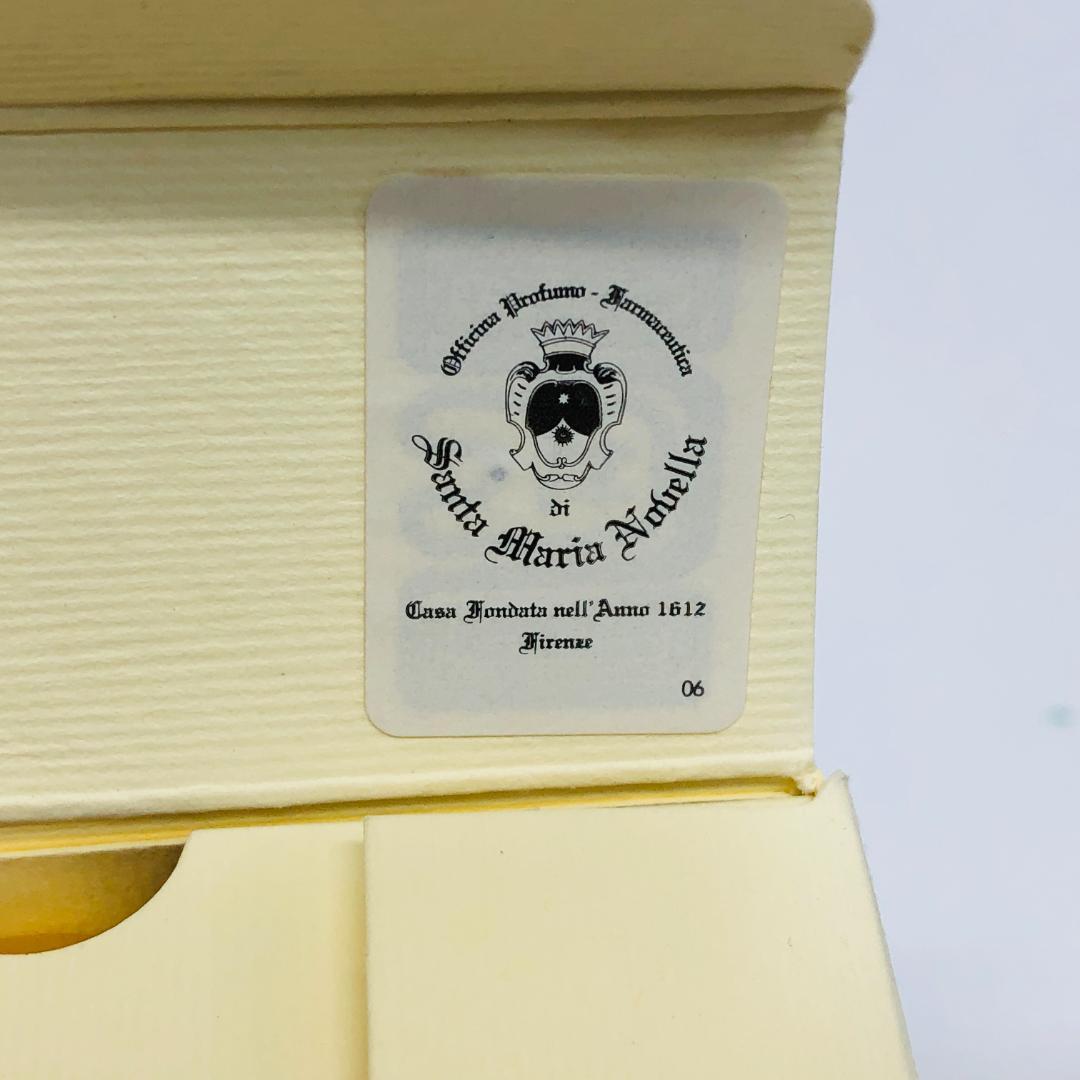 Officina Profumo - Farmaceutica
di
Santa Maria Novella
Casa Fondata nell'Anno 1612
Firenze
06